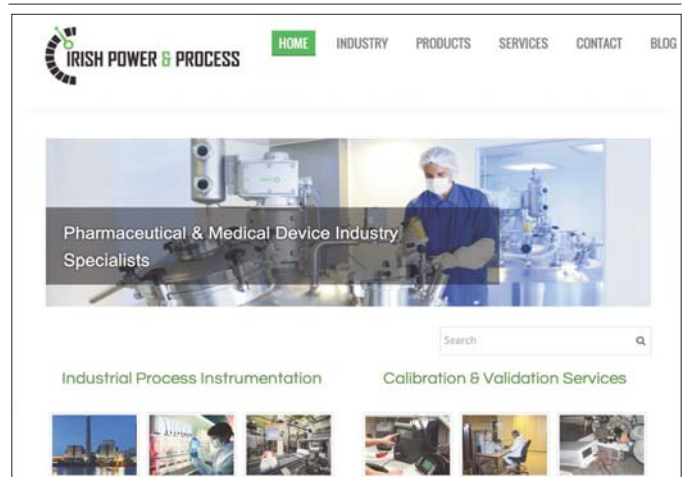 IRISH POWER & PROCESS
HOME INDUSTRY PRODUCTS SERVICES CONTACT BLOG
Pharmaceutical & Medical Device Industry
Specialists
Search
Industrial Process Instrumentation
Calibration & Validation Services